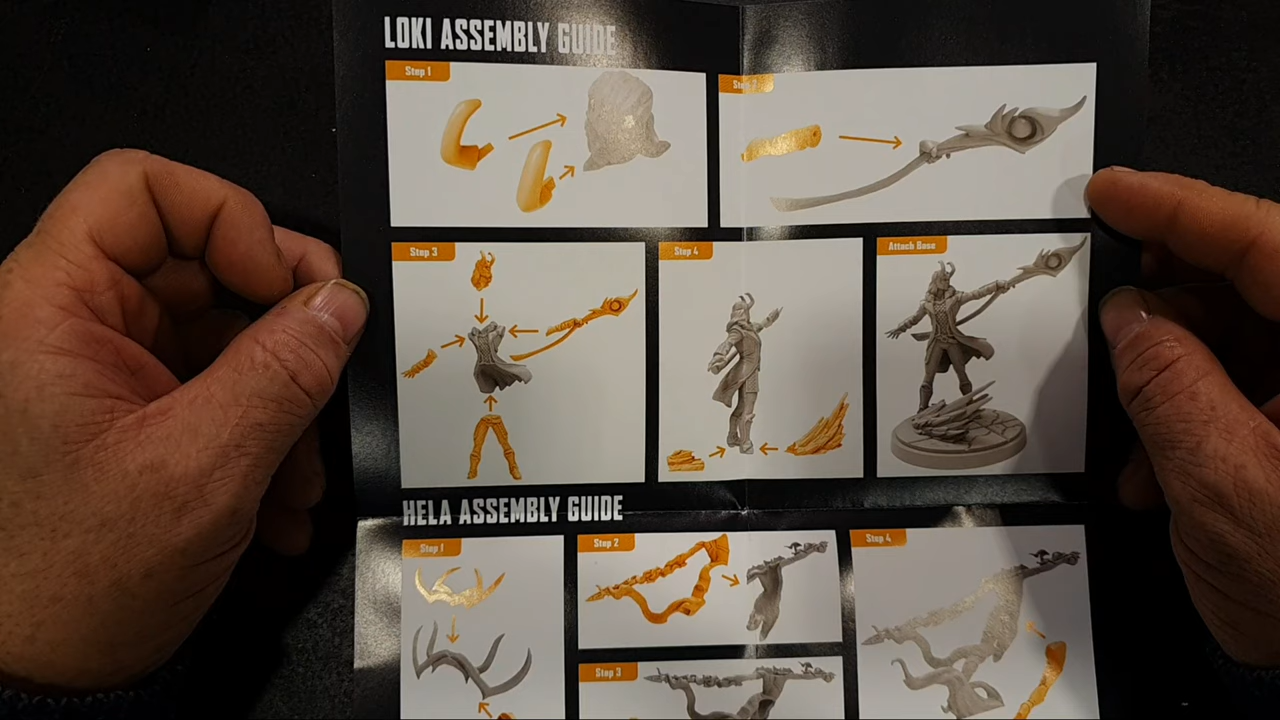 LOKI ASSEMBLY GUIDE
Step 1
Step 3
Step 4
Attach Base
HELA ASSEMBLY GUIDE
Step 1
Step 2
Step 4
Step 3